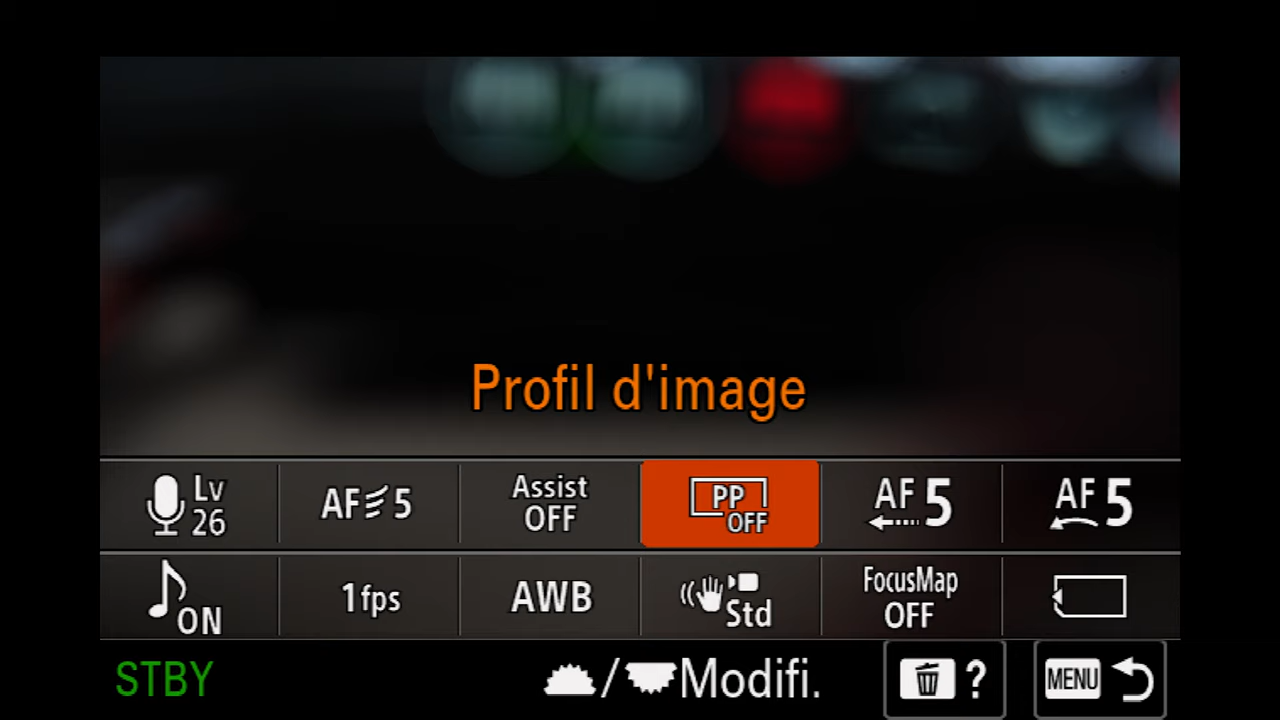 Profil d'image
Lv 26
AF 5
Assist OFF
PP OFF
AF 5
AF 5
ON
1fps
AWB
Std
FocusMap OFF
STBY
/ Modifi.
?
MENU